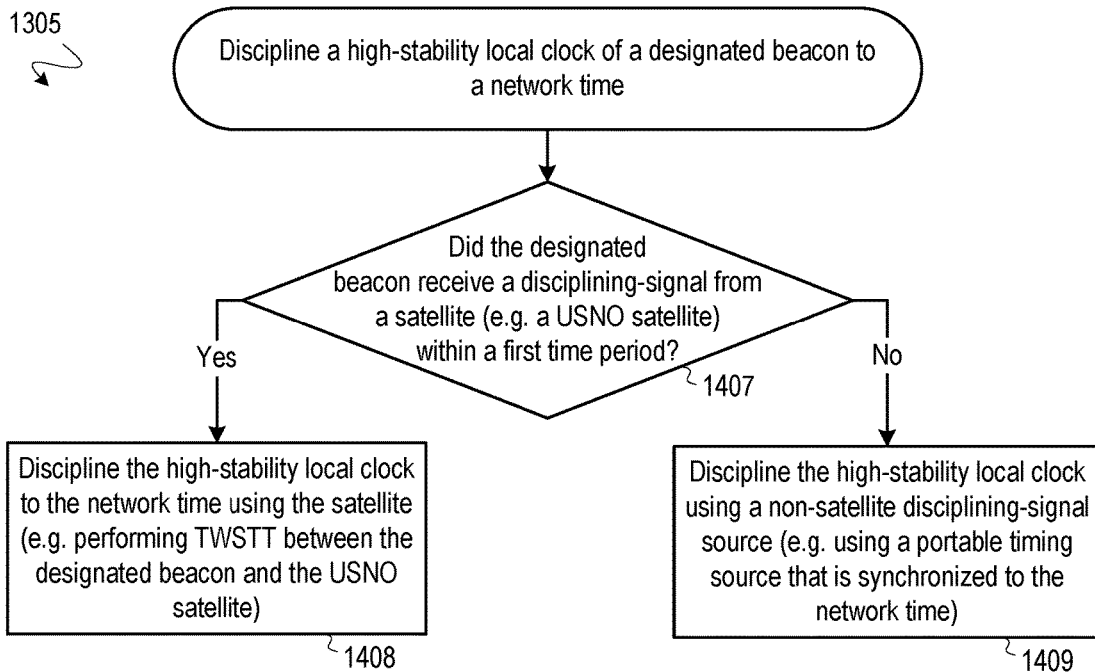 1305
Discipline a high-stability local clock of a designated beacon to
a network time
Did the designated
beacon receive a disciplining-signal from
a satellite (e.g. a USNO satellite)
within a first time period?
1407
Yes
No
Discipline the high-stability local clock
to the network time using the satellite
(e.g. performing TWSTT between the
designated beacon and the USNO
satellite)
1408
Discipline the high-stability local clock
using a non-satellite disciplining-signal
source (e.g. using a portable timing
source that is synchronized to the
network time)
1409